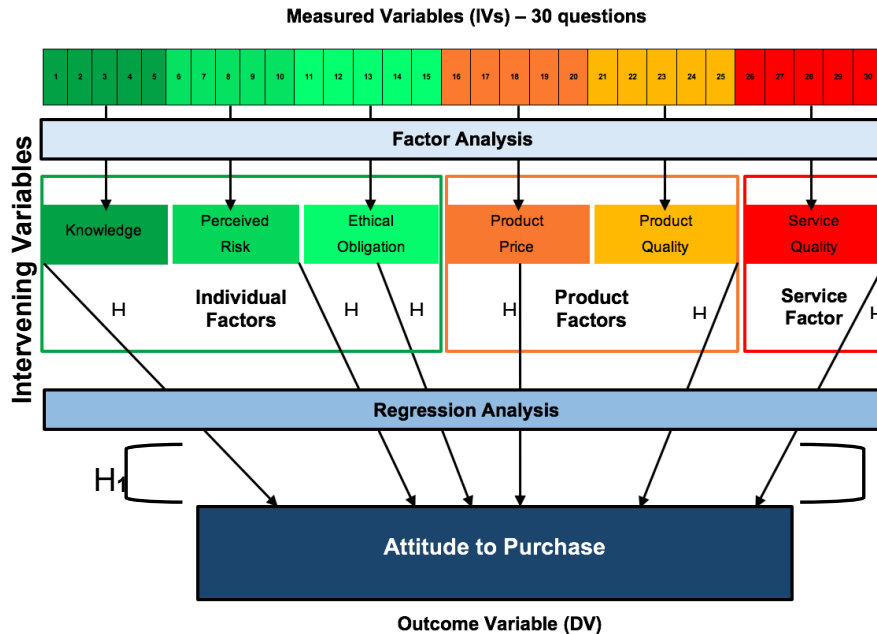 Measured Variables (IVs) – 30 questions
1 2 3 4 5 6 7 8 9 10 11 12 13 14 15 16 17 18 19 20 21 22 23 24 25 26 27 28 29 30
Factor Analysis
Intervening Variables
Knowledge
Perceived
Risk
Ethical
Obligation
Product
Price
Product
Quality
Service
Quality
H
Individual
Factors
H
H
H
Product
Factors
H
Service
Factor
H
Regression Analysis
H1
Attitude to Purchase
Outcome Variable (DV)